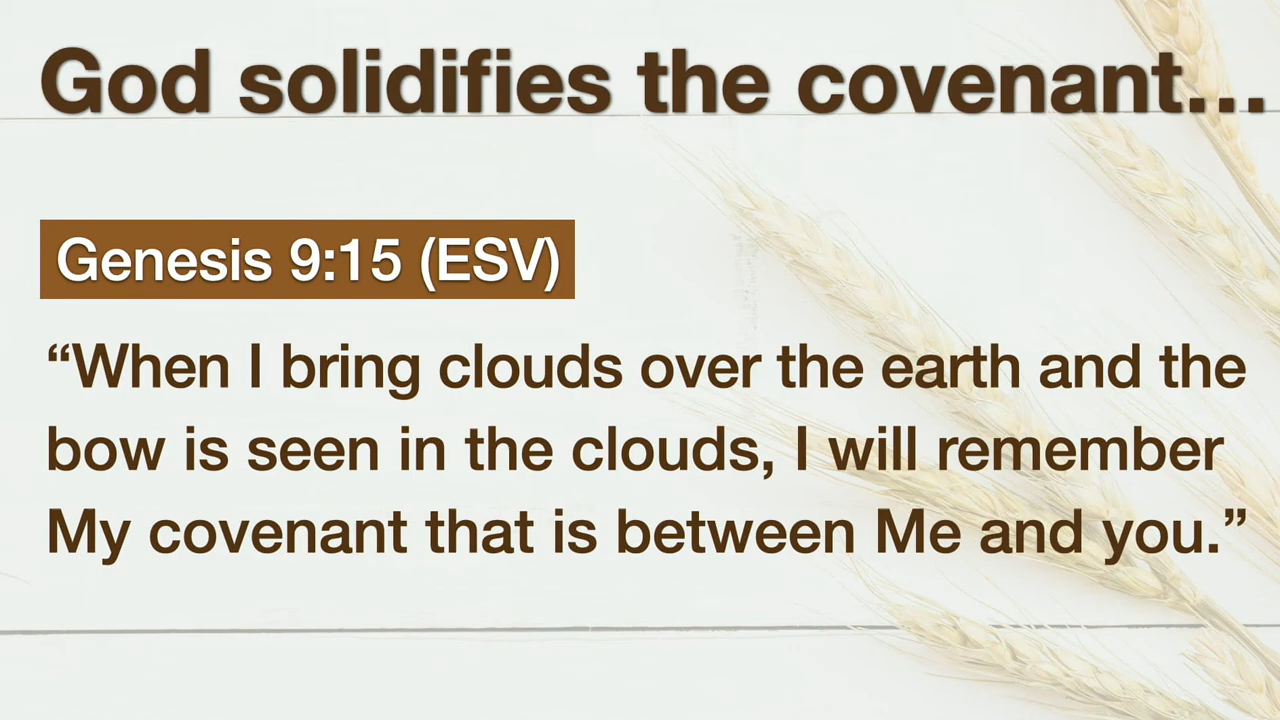 God solidifies the covenant...
Genesis 9:15 (ESV)
“When I bring clouds over the earth and the
bow is seen in the clouds, I will remember
My covenant that is between Me and you.”